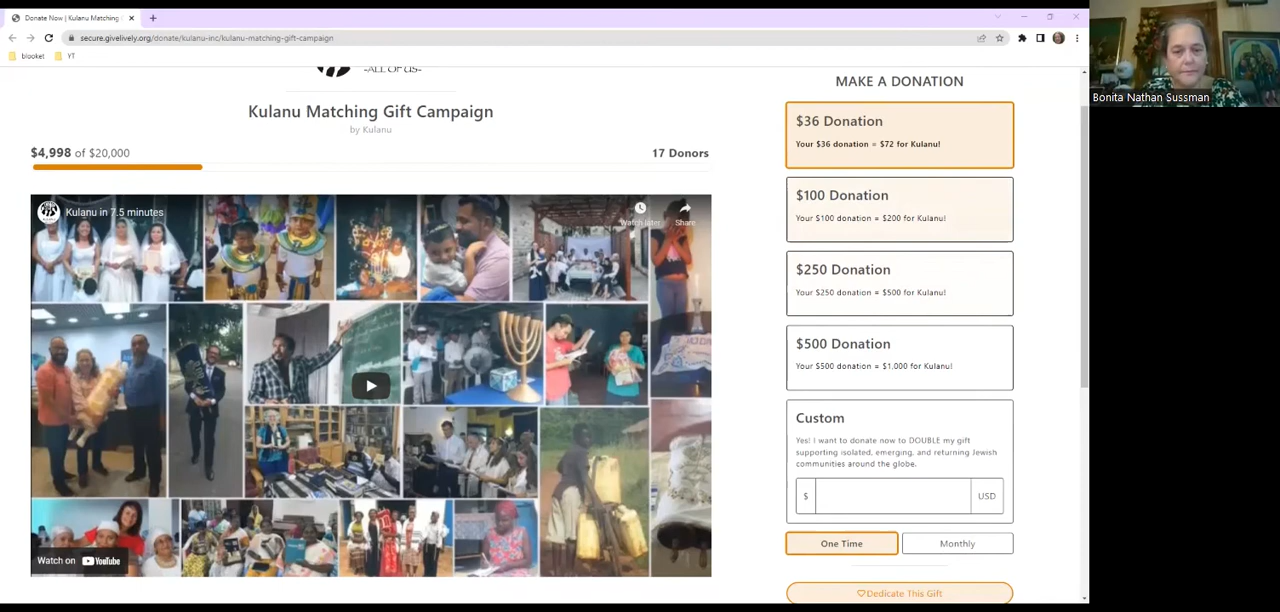 Donate Now | Kulanu Matching
secure.givelively.org/donate/kulanu-inc/kulanu-matching-gift-campaign
blooket
YT
Bonita Nathan Sussman
-ALL OF US-
Kulanu Matching Gift Campaign
by Kulanu
$4,998 of $20,000
17 Donors
Kulanu in 7.5 minutes
Watch later
Share
Watch on YouTube
MAKE A DONATION
$36 Donation
Your $36 donation = $72 for Kulanu!
$100 Donation
Your $100 donation = $200 for Kulanu!
$250 Donation
Your $250 donation = $500 for Kulanu!
$500 Donation
Your $500 donation = $1,000 for Kulanu!
Custom
Yes! I want to donate now to DOUBLE my gift
supporting isolated, emerging, and returning Jewish
communities around the globe.
$ USD
One Time
Monthly
Dedicate This Gift